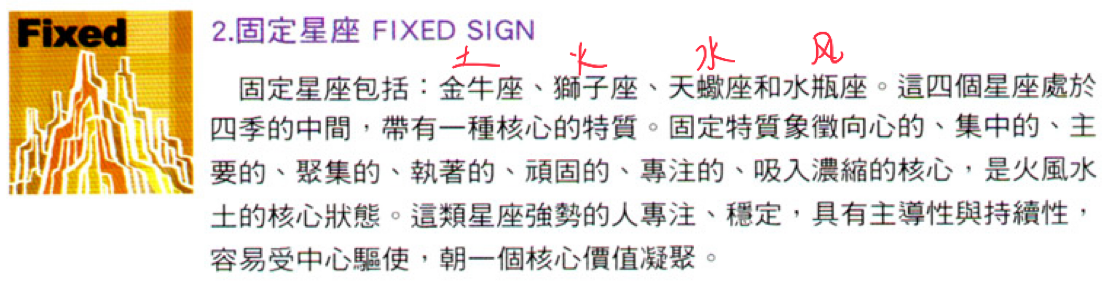 Fixed
2.固定星座 FIXED SIGN
土 火 水 风
固定星座包括：金牛座、獅子座、天蠍座和水瓶座。這四個星座處於
四季的中間，帶有一種核心的特質。固定特質象徵向心的、集中的、主
要的、聚集的、執著的、頑固的、專注的、吸入濃縮的核心，是火風水
土的核心狀態。這類星座強勢的人專注、穩定，具有主導性與持續性，
容易受中心驅使，朝一個核心價值凝聚。